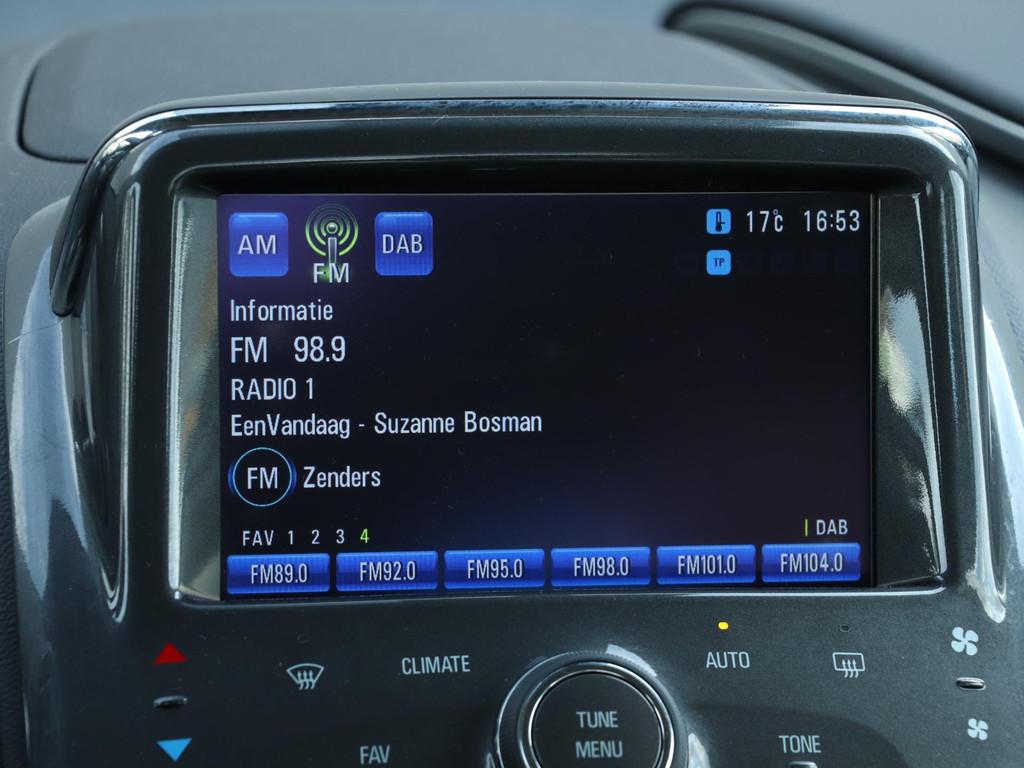 AM FM DAB 17°C 16:53
TP
Informatie
FM 98.9
RADIO 1
EenVandaag - Suzanne Bosman
FM Zenders
FAV 1 2 3 4 | DAB
FM89.0 FM92.0 FM95.0 FM98.0 FM101.0 FM104.0
CLIMATE AUTO
TUNE
MENU
FAV TONE